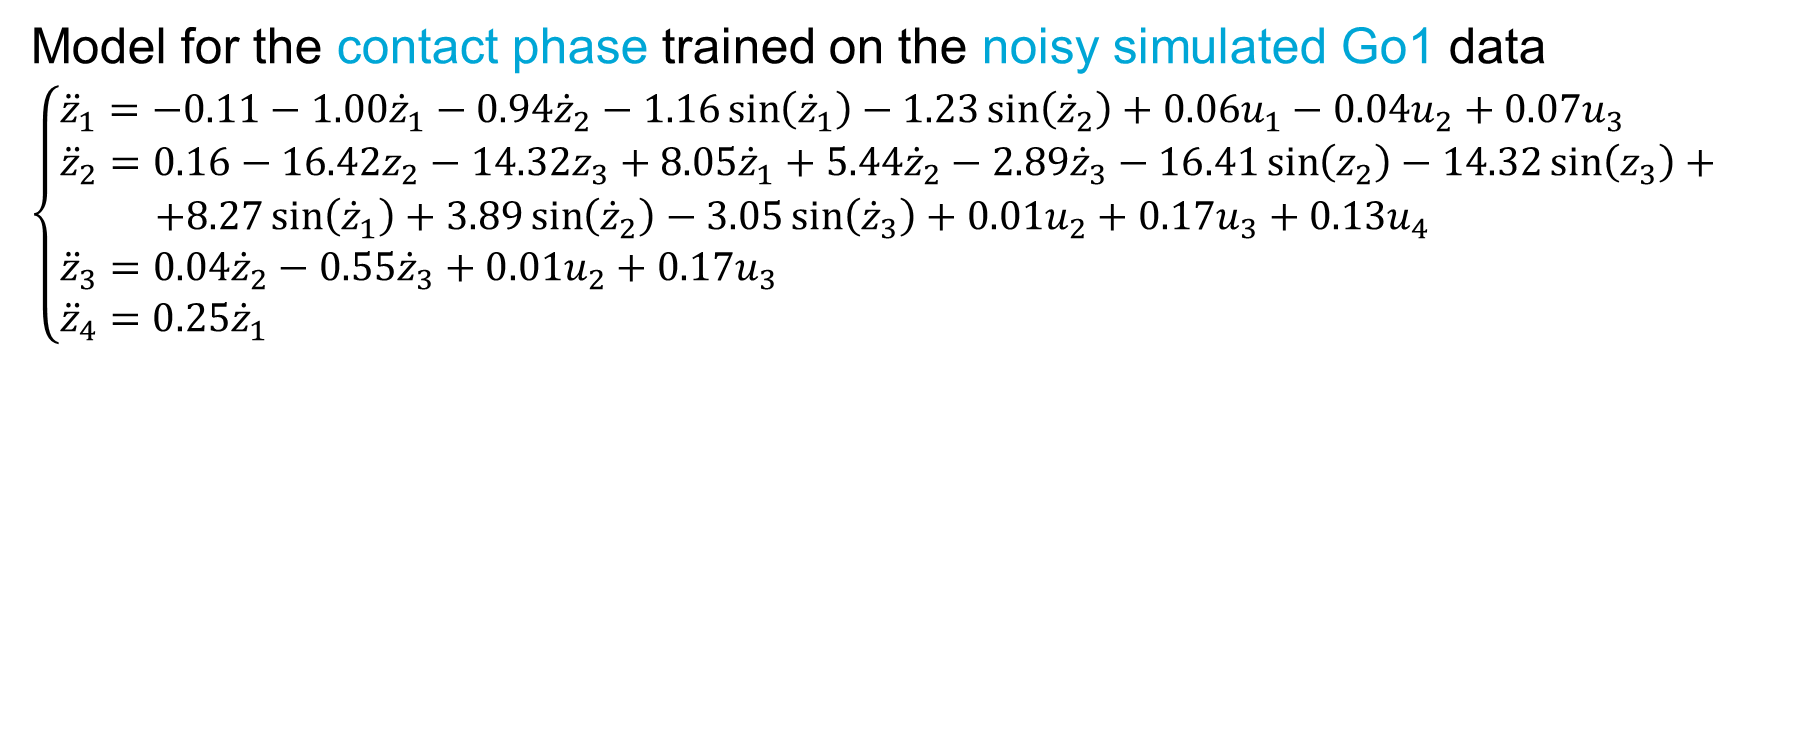 Model for the contact phase trained on the noisy simulated Go1 data
z̈₁ = −0.11 − 1.00ż₁ − 0.94ż₂ − 1.16 sin(ż₁) − 1.23 sin(ż₂) + 0.06u₁ − 0.04u₂ + 0.07u₃
z̈₂ = 0.16 − 16.42z₂ − 14.32z₃ + 8.05ż₁ + 5.44ż₂ − 2.89ż₃ − 16.41 sin(z₂) − 14.32 sin(z₃) +
+8.27 sin(ż₁) + 3.89 sin(ż₂) − 3.05 sin(ż₃) + 0.01u₂ + 0.17u₃ + 0.13u₄
z̈₃ = 0.04ż₂ − 0.55ż₃ + 0.01u₂ + 0.17u₃
z̈₄ = 0.25ż₁